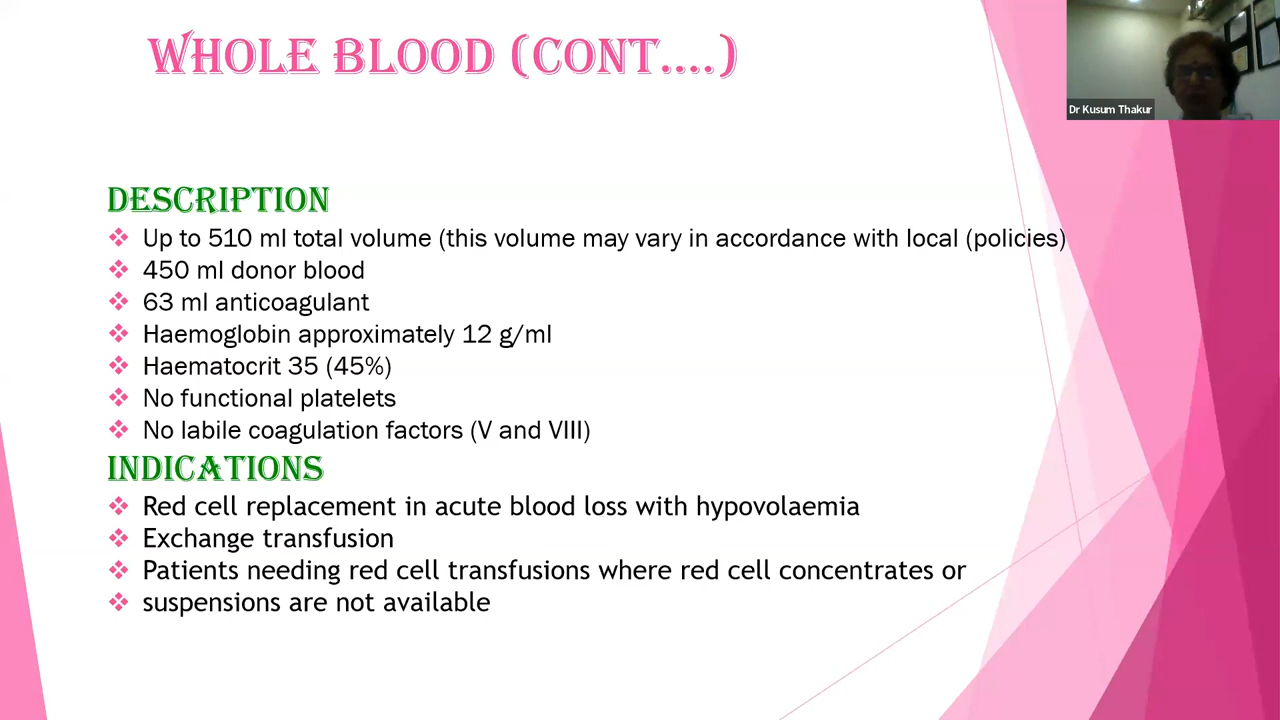 WHOLE BLOOD (CONT....)
Dr Kusum Thakur
DESCRIPTION
Up to 510 ml total volume (this volume may vary in accordance with local (policies)
450 ml donor blood
63 ml anticoagulant
Haemoglobin approximately 12 g/ml
Haematocrit 35 (45%)
No functional platelets
No labile coagulation factors (V and VIII)
INDICATIONS
Red cell replacement in acute blood loss with hypovolaemia
Exchange transfusion
Patients needing red cell transfusions where red cell concentrates or
suspensions are not available